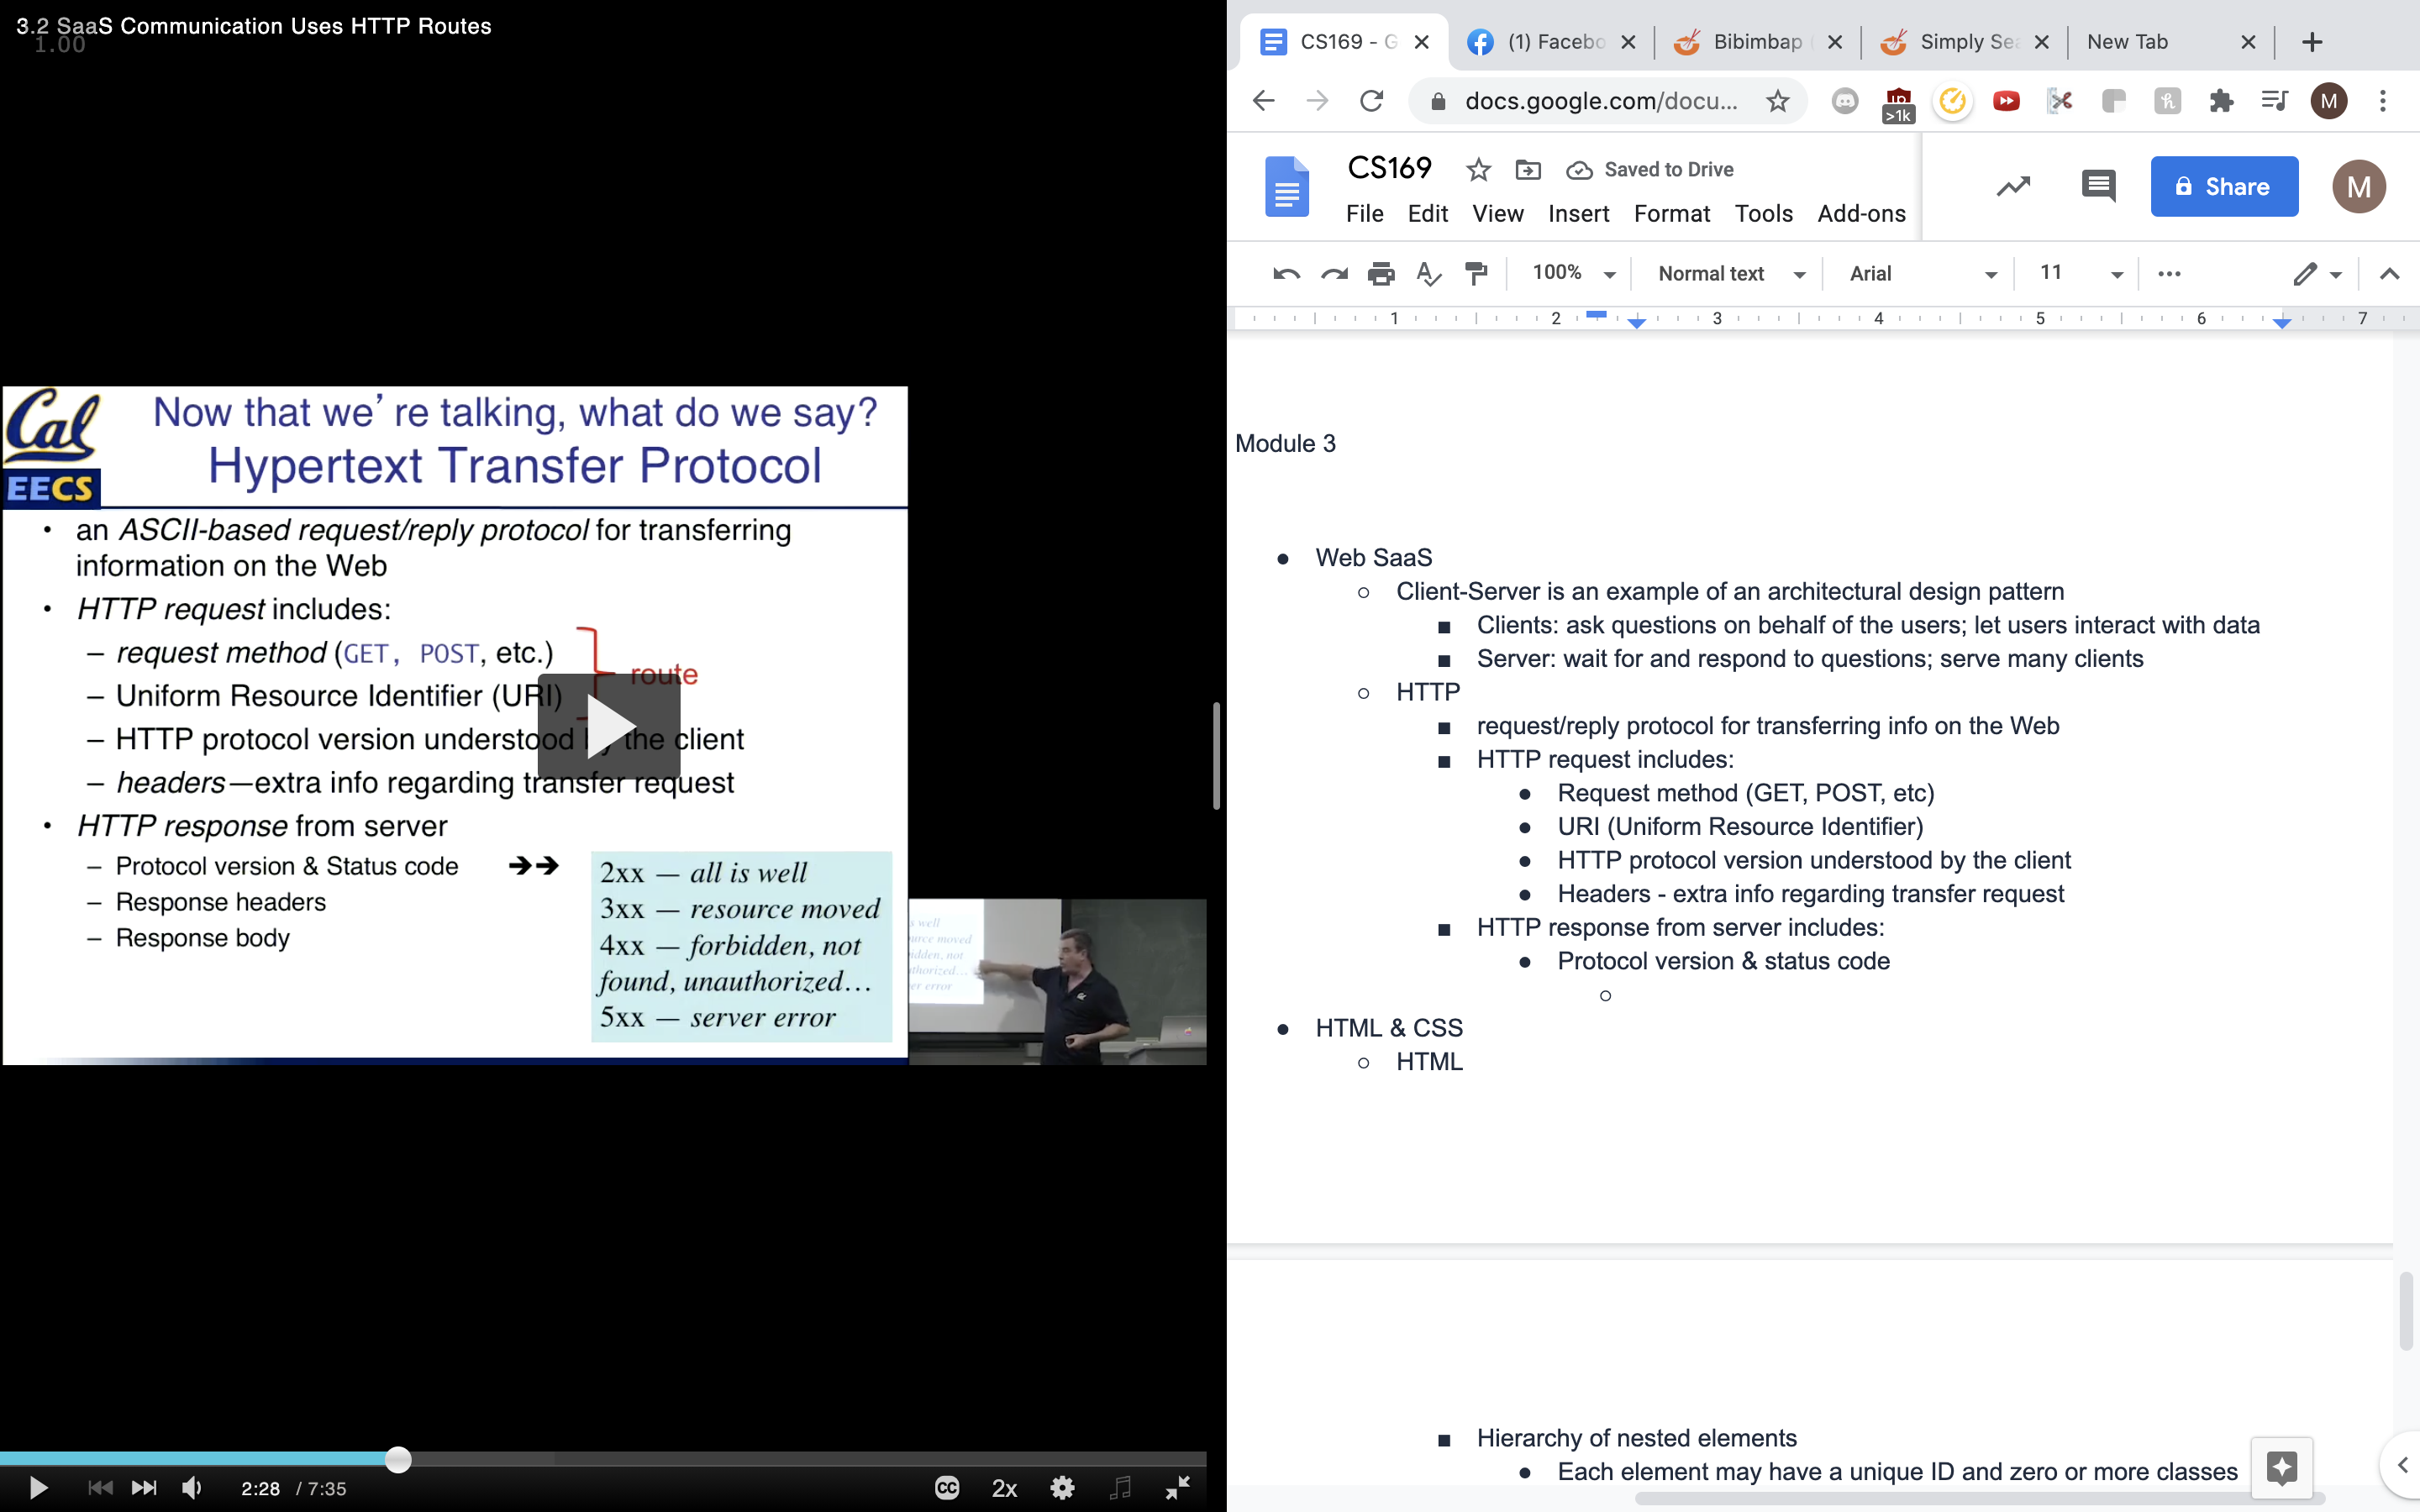 3.2 SaaS Communication Uses HTTP Routes
1.00
Cal
EECS
Now that we’ re talking, what do we say?
Hypertext Transfer Protocol
• an ASCII-based request/reply protocol for transferring
information on the Web
• HTTP request includes:
– request method (GET, POST, etc.)
route
– Uniform Resource Identifier (URI)
– HTTP protocol version understood by the client
– headers—extra info regarding transfer request
• HTTP response from server
– Protocol version & Status code ➔➔
– Response headers
– Response body
2xx — all is well
3xx — resource moved
4xx — forbidden, not
found, unauthorized…
5xx — server error
2:28 / 7:35
CC
2x
CS169 - G
(1) Facebo
Bibimbap
Simply Sea
New Tab
docs.google.com/docu...
>1k
M
CS169
Saved to Drive
File Edit View Insert Format Tools Add-ons
Share
M
100%
Normal text
Arial
11
1 2 3 4 5 6 7
Module 3
● Web SaaS
○ Client-Server is an example of an architectural design pattern
■ Clients: ask questions on behalf of the users; let users interact with data
■ Server: wait for and respond to questions; serve many clients
○ HTTP
■ request/reply protocol for transferring info on the Web
■ HTTP request includes:
● Request method (GET, POST, etc)
● URI (Uniform Resource Identifier)
● HTTP protocol version understood by the client
● Headers - extra info regarding transfer request
■ HTTP response from server includes:
● Protocol version & status code
○
● HTML & CSS
○ HTML
■ Hierarchy of nested elements
● Each element may have a unique ID and zero or more classes